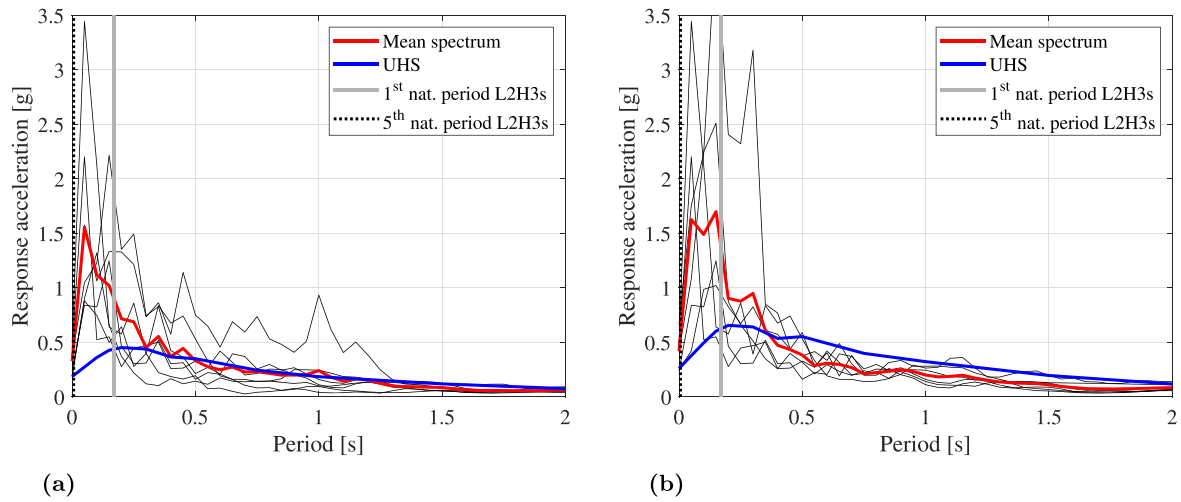 3.5
3
2.5
2
1.5
1
0.5
0
Response acceleration [g]
Mean spectrum
UHS
1st nat. period L2H3s
5th nat. period L2H3s
0 0.5 1 1.5 2
Period [s]
(a)
3.5
3
2.5
2
1.5
1
0.5
0
Response acceleration [g]
Mean spectrum
UHS
1st nat. period L2H3s
5th nat. period L2H3s
0 0.5 1 1.5 2
Period [s]
(b)